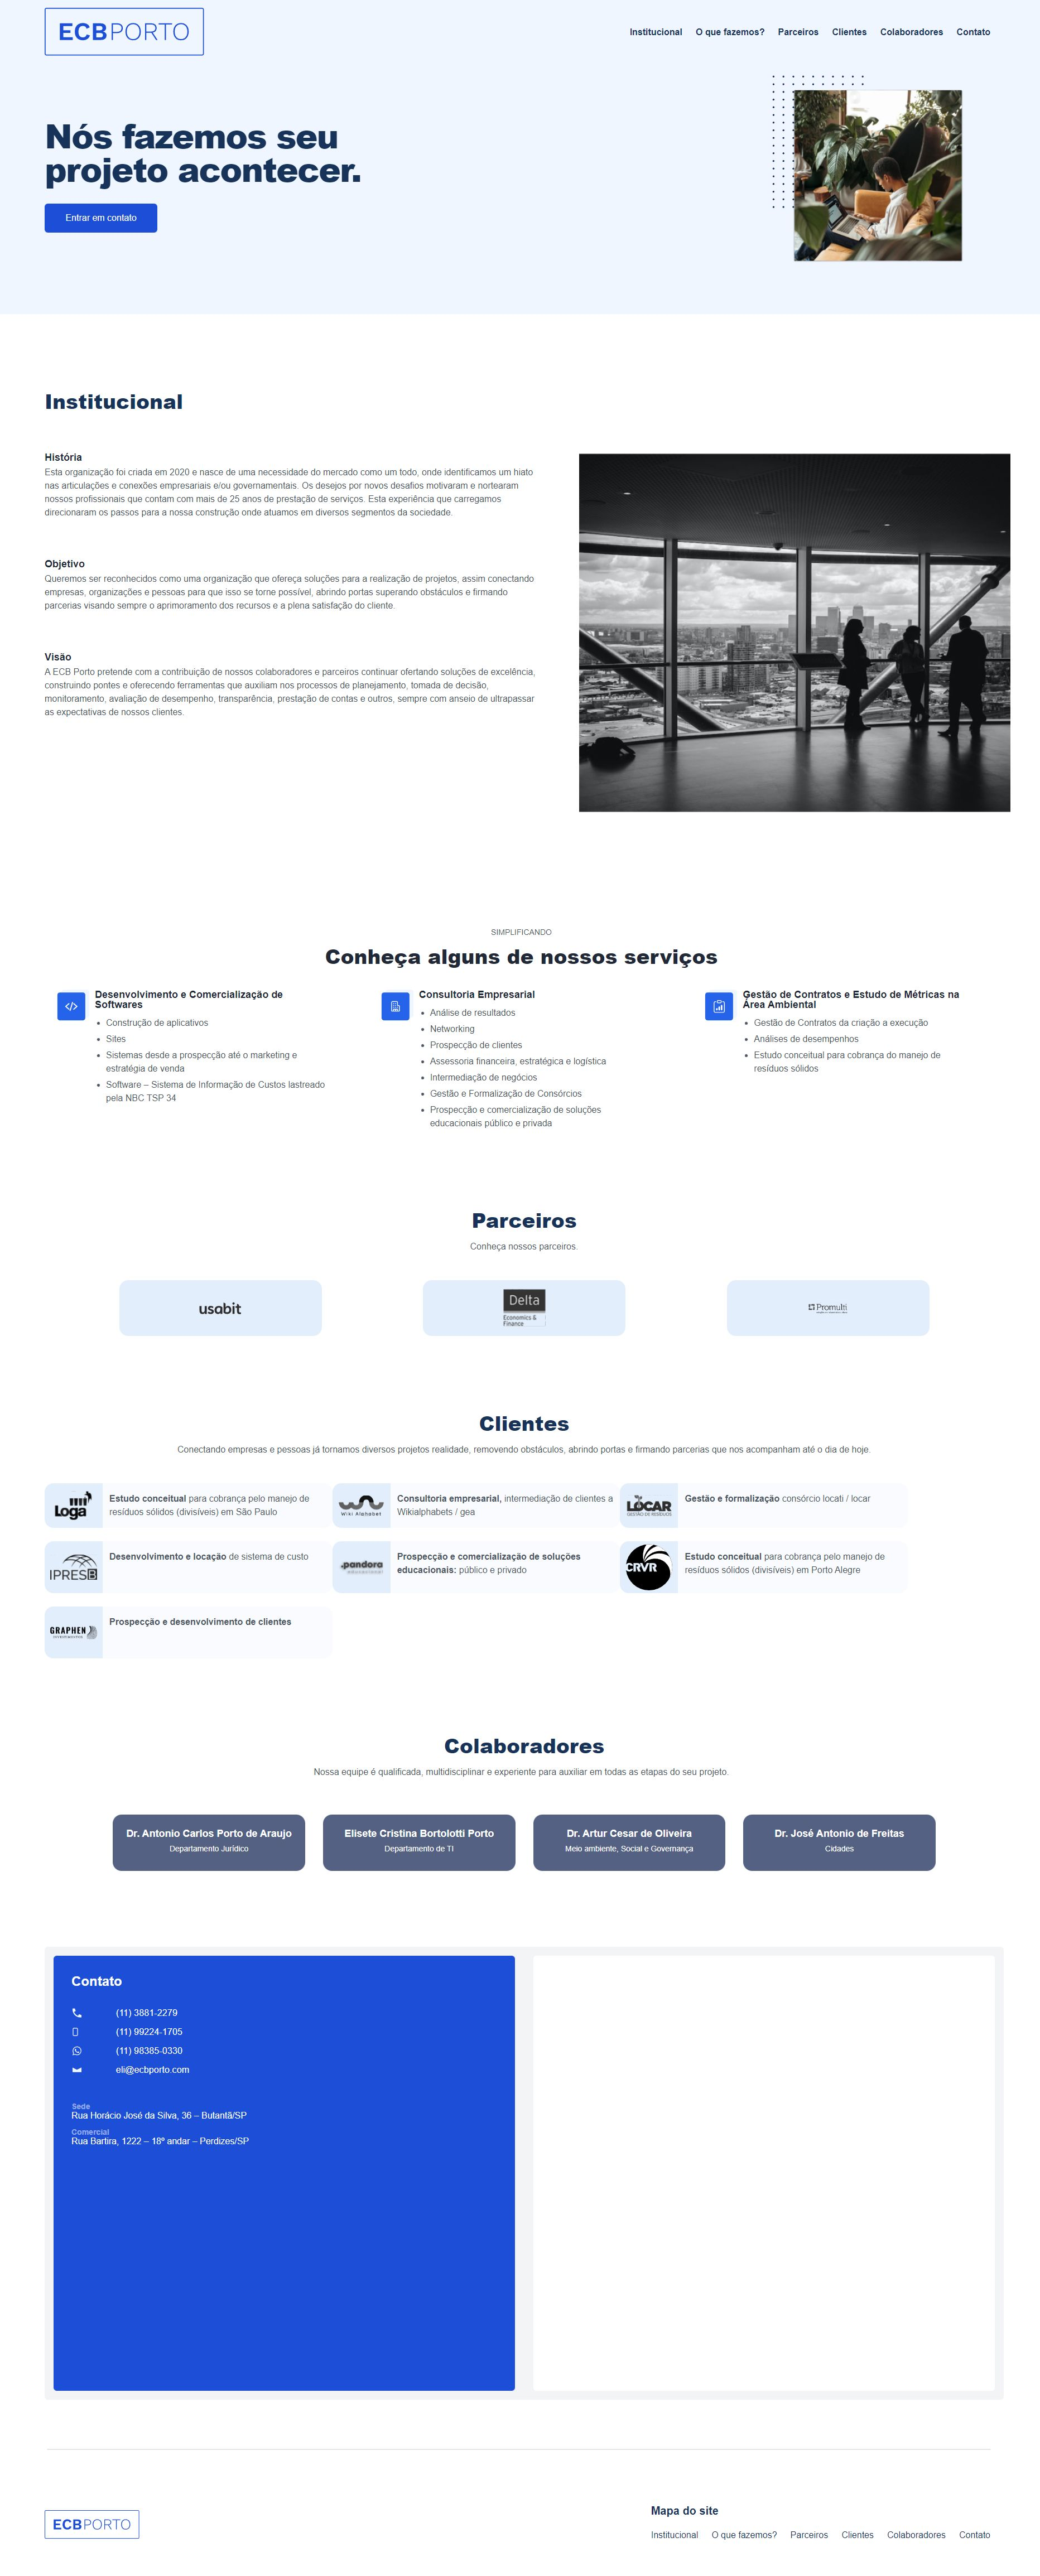 ECBPORTO
Institucional O que fazemos? Parceiros Clientes Colaboradores Contato
Nós fazemos seu
projeto acontecer.
Entrar em contato
Institucional
História
Esta organização foi criada em 2020 e nasce de uma necessidade do mercado como um todo, onde identificamos um hiato
nas articulações e conexões empresariais e/ou governamentais. Os desejos por novos desafios motivaram e nortearam
nossos profissionais que contam com mais de 25 anos de prestação de serviços. Esta experiência que carregamos
direcionaram os passos para a nossa construção onde atuamos em diversos segmentos da sociedade.
Objetivo
Queremos ser reconhecidos como uma organização que ofereça soluções para a realização de projetos, assim conectando
empresas, organizações e pessoas para que isso se torne possível, abrindo portas superando obstáculos e firmando
parcerias visando sempre o aprimoramento dos recursos e a plena satisfação do cliente.
Visão
A ECB Porto pretende com a contribuição de nossos colaboradores e parceiros continuar ofertando soluções de excelência,
construindo pontes e oferecendo ferramentas que auxiliam nos processos de planejamento, tomada de decisão,
monitoramento, avaliação de desempenho, transparência, prestação de contas e outros, sempre com anseio de ultrapassar
as expectativas de nossos clientes.
SIMPLIFICANDO
Conheça alguns de nossos serviços
Desenvolvimento e Comercialização de
Softwares
• Construção de aplicativos
• Sites
• Sistemas desde a prospecção até o marketing e
estratégia de venda
• Software – Sistema de Informação de Custos lastreado
pela NBC TSP 34
Consultoria Empresarial
• Análise de resultados
• Networking
• Prospecção de clientes
• Assessoria financeira, estratégica e logística
• Intermediação de negócios
• Gestão e Formalização de Consórcios
• Prospecção e comercialização de soluções
educacionais público e privada
Gestão de Contratos e Estudo de Métricas na
Área Ambiental
• Gestão de Contratos da criação a execução
• Análises de desempenhos
• Estudo conceitual para cobrança do manejo de
resíduos sólidos
Parceiros
Conheça nossos parceiros.
usabit
Delta
Economics &
Finance
Promulti
Clientes
Conectando empresas e pessoas já tornamos diversos projetos realidade, removendo obstáculos, abrindo portas e firmando parcerias que nos acompanham até o dia de hoje.
Loga
Estudo conceitual para cobrança pelo manejo de
resíduos sólidos (divisíveis) em São Paulo
Wiki Alphabet
Consultoria empresarial, intermediação de clientes a
Wikialphabets / gea
LOCAR
GESTÃO DE RESÍDUOS
Gestão e formalização consórcio locati / locar
IPRESB
Desenvolvimento e locação de sistema de custo
pandora
educacional
Prospecção e comercialização de soluções
educacionais: público e privado
CRVR
Estudo conceitual para cobrança pelo manejo de
resíduos sólidos (divisíveis) em Porto Alegre
GRAPHEN
Prospecção e desenvolvimento de clientes
Colaboradores
Nossa equipe é qualificada, multidisciplinar e experiente para auxiliar em todas as etapas do seu projeto.
Dr. Antonio Carlos Porto de Araujo
Departamento Jurídico
Elisete Cristina Bortolotti Porto
Departamento de TI
Dr. Artur Cesar de Oliveira
Meio ambiente, Social e Governança
Dr. José Antonio de Freitas
Cidades
Contato
(11) 3881-2279
(11) 99224-1705
(11) 98385-0330
eli@ecbporto.com
Sede
Rua Horácio José da Silva, 36 – Butantã/SP
Comercial
Rua Bartira, 1222 – 18º andar – Perdizes/SP
ECBPORTO
Mapa do site
Institucional O que fazemos? Parceiros Clientes Colaboradores Contato